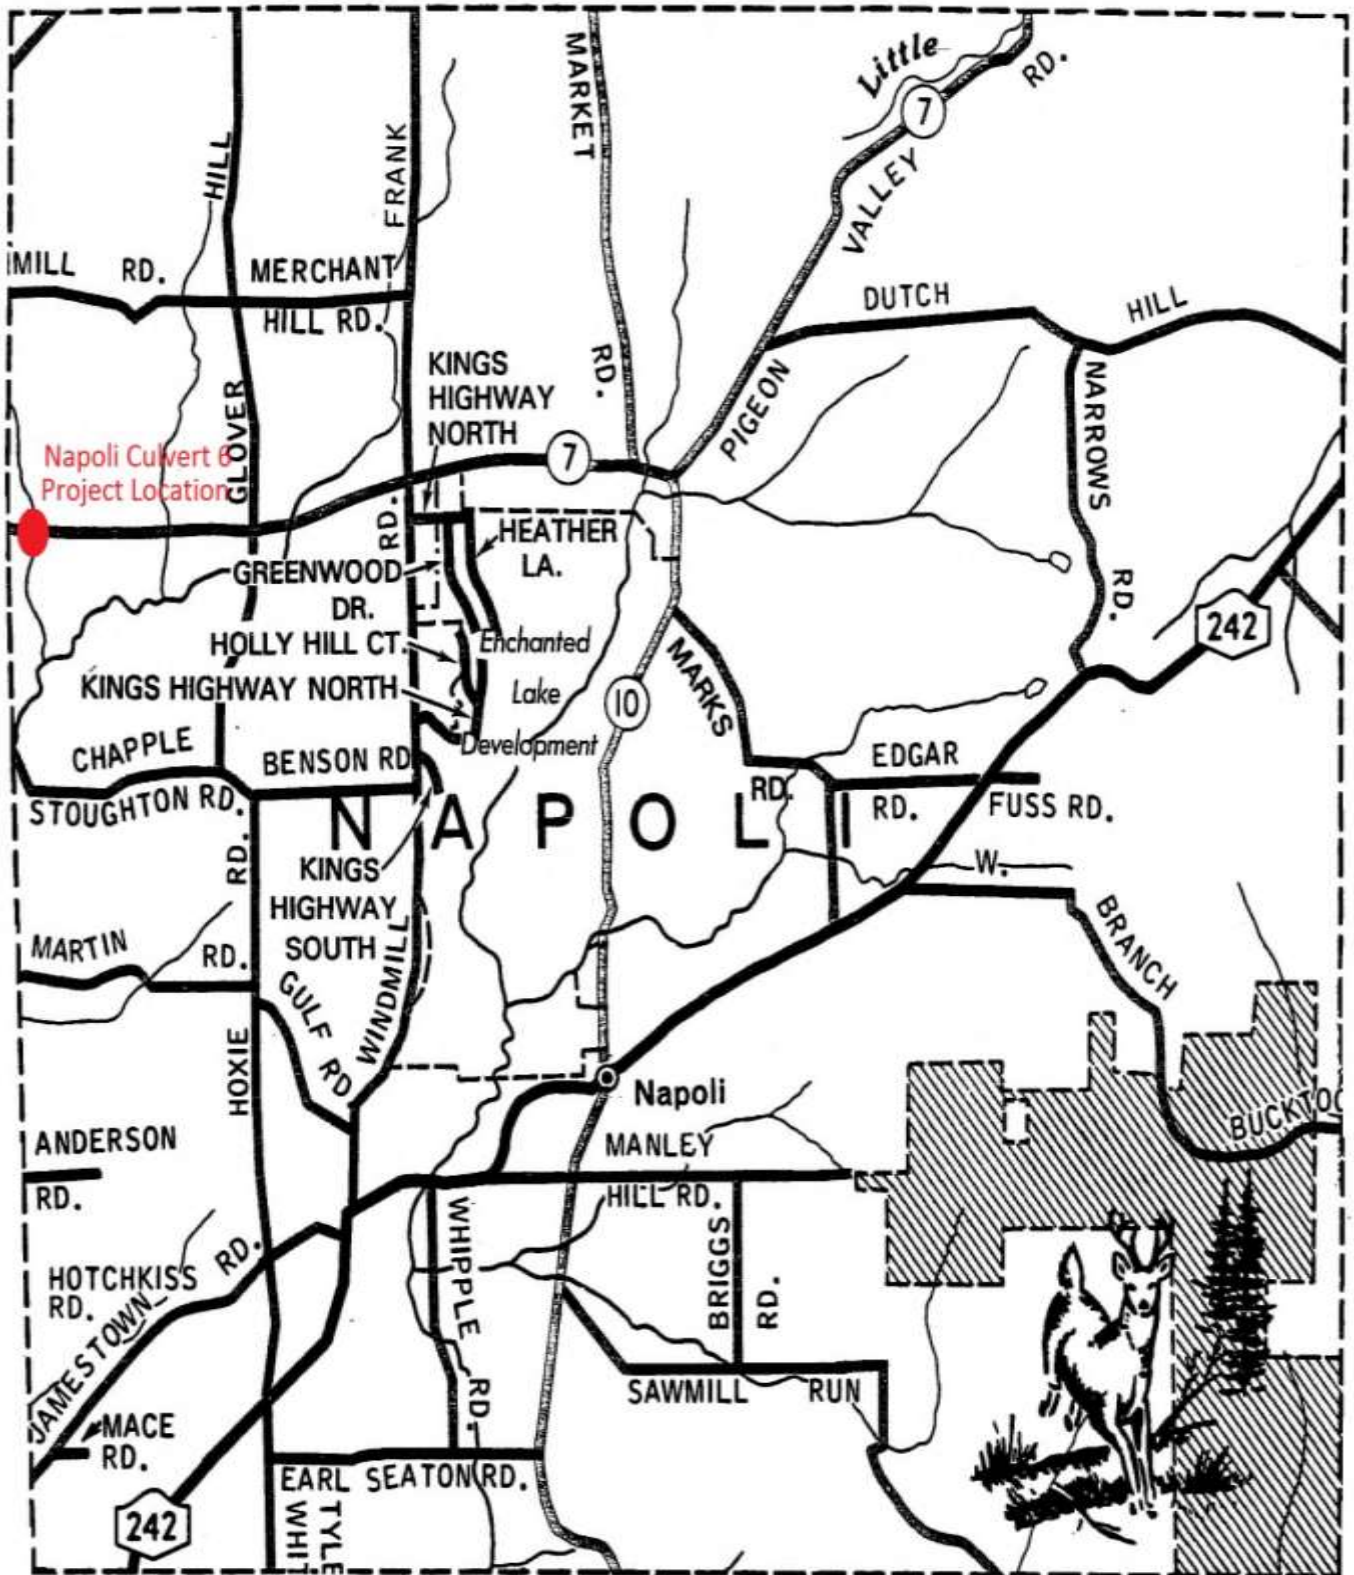 Little
RD.
7
VALLEY
MARKET
RD.
HILL
FRANK
MILL RD.
MERCHANT
HILL RD.
DUTCH HILL
GLOVER
KINGS
HIGHWAY
NORTH
7
PIGEON
NARROWS
RD.
Napoli Culvert 6
Project Location
RD.
HEATHER
LA.
GREENWOOD
DR.
242
HOLLY HILL CT.
Enchanted
KINGS HIGHWAY NORTH
Lake
10
MARKS
CHAPPLE
BENSON RD
Development
EDGAR
STOUGHTON RD.
RD.
RD.
FUSS RD.
NAPOLI
RD.
KINGS
HIGHWAY
SOUTH
W.
BRANCH
MARTIN RD.
GULF
RD
WINDMILL
HOXIE
Napoli
ANDERSON
RD.
MANLEY
HILL RD.
WHIPPLE
RD.
BRIGGS
RD.
HOTCHKISS
RD.
RD.
JAMESTOWN
SAWMILL RUN
MACE
RD.
EARL SEATON RD.
242
WHIT
TYLE